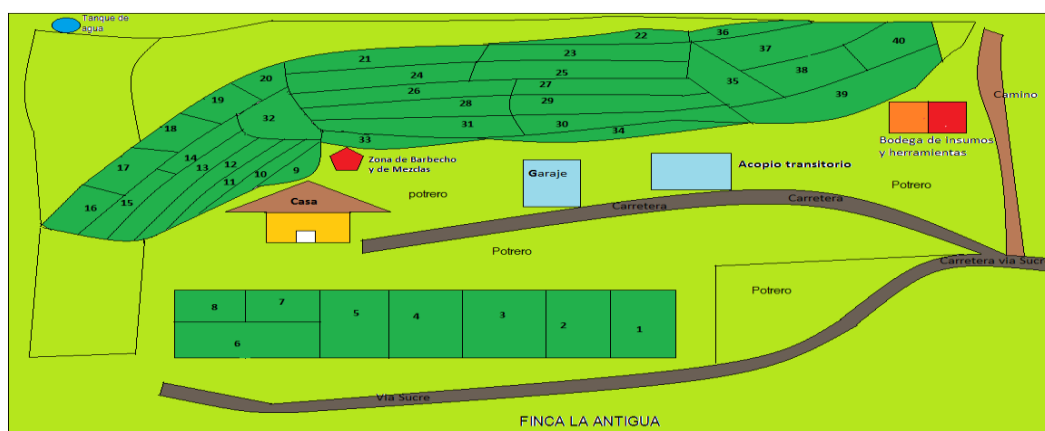 Tanque de
agua
22
36
40
21
23
37
24
25
38
20
26
27
35
39
19
28
29
32
31
30
34
18
33
Camino
Bodega de insumos
y herramientas
17
14
13
12
11
10
9
Zona de Barbecho
y de Mezclas
Garaje
Acopio transitorio
16
15
Casa
potrero
Potrero
Carretera
Carretera
Potrero
Carretera vía Sucre
Potrero
8
7
6
5
4
3
2
1
Vía Sucre
FINCA LA ANTIGUA